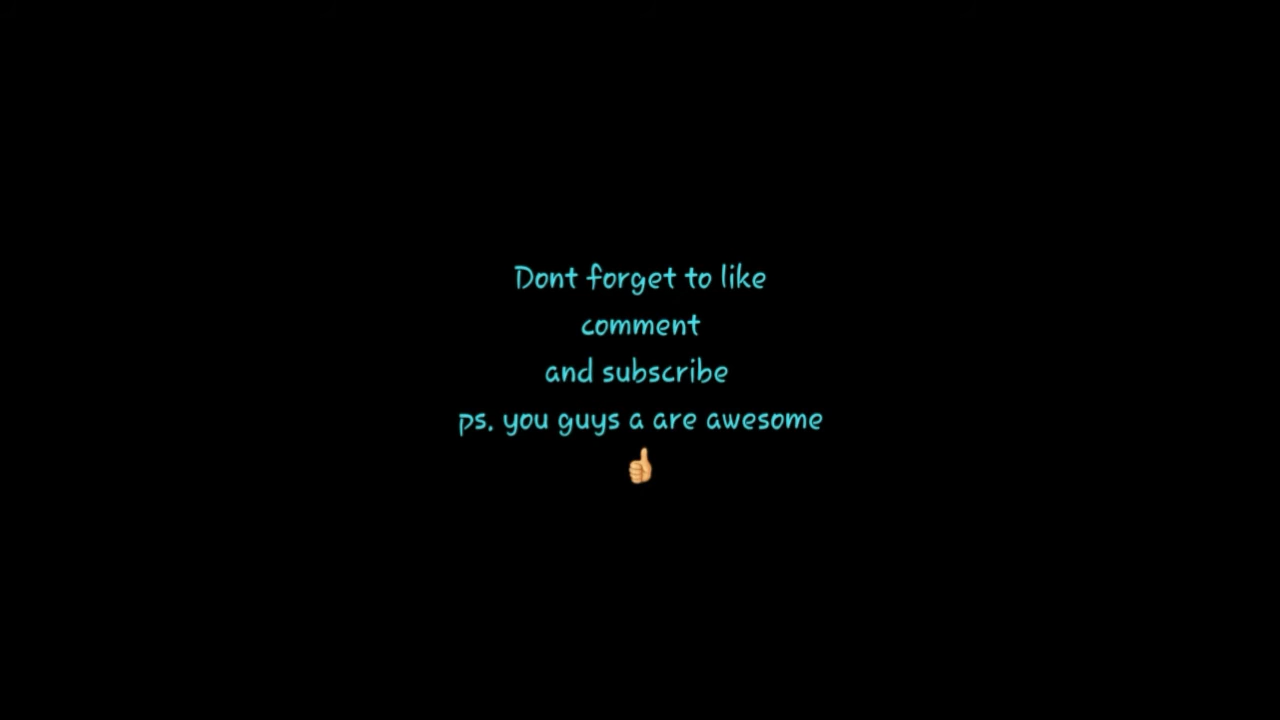 Dont forget to like
comment
and subscribe
ps. you guys a are awesome
👍